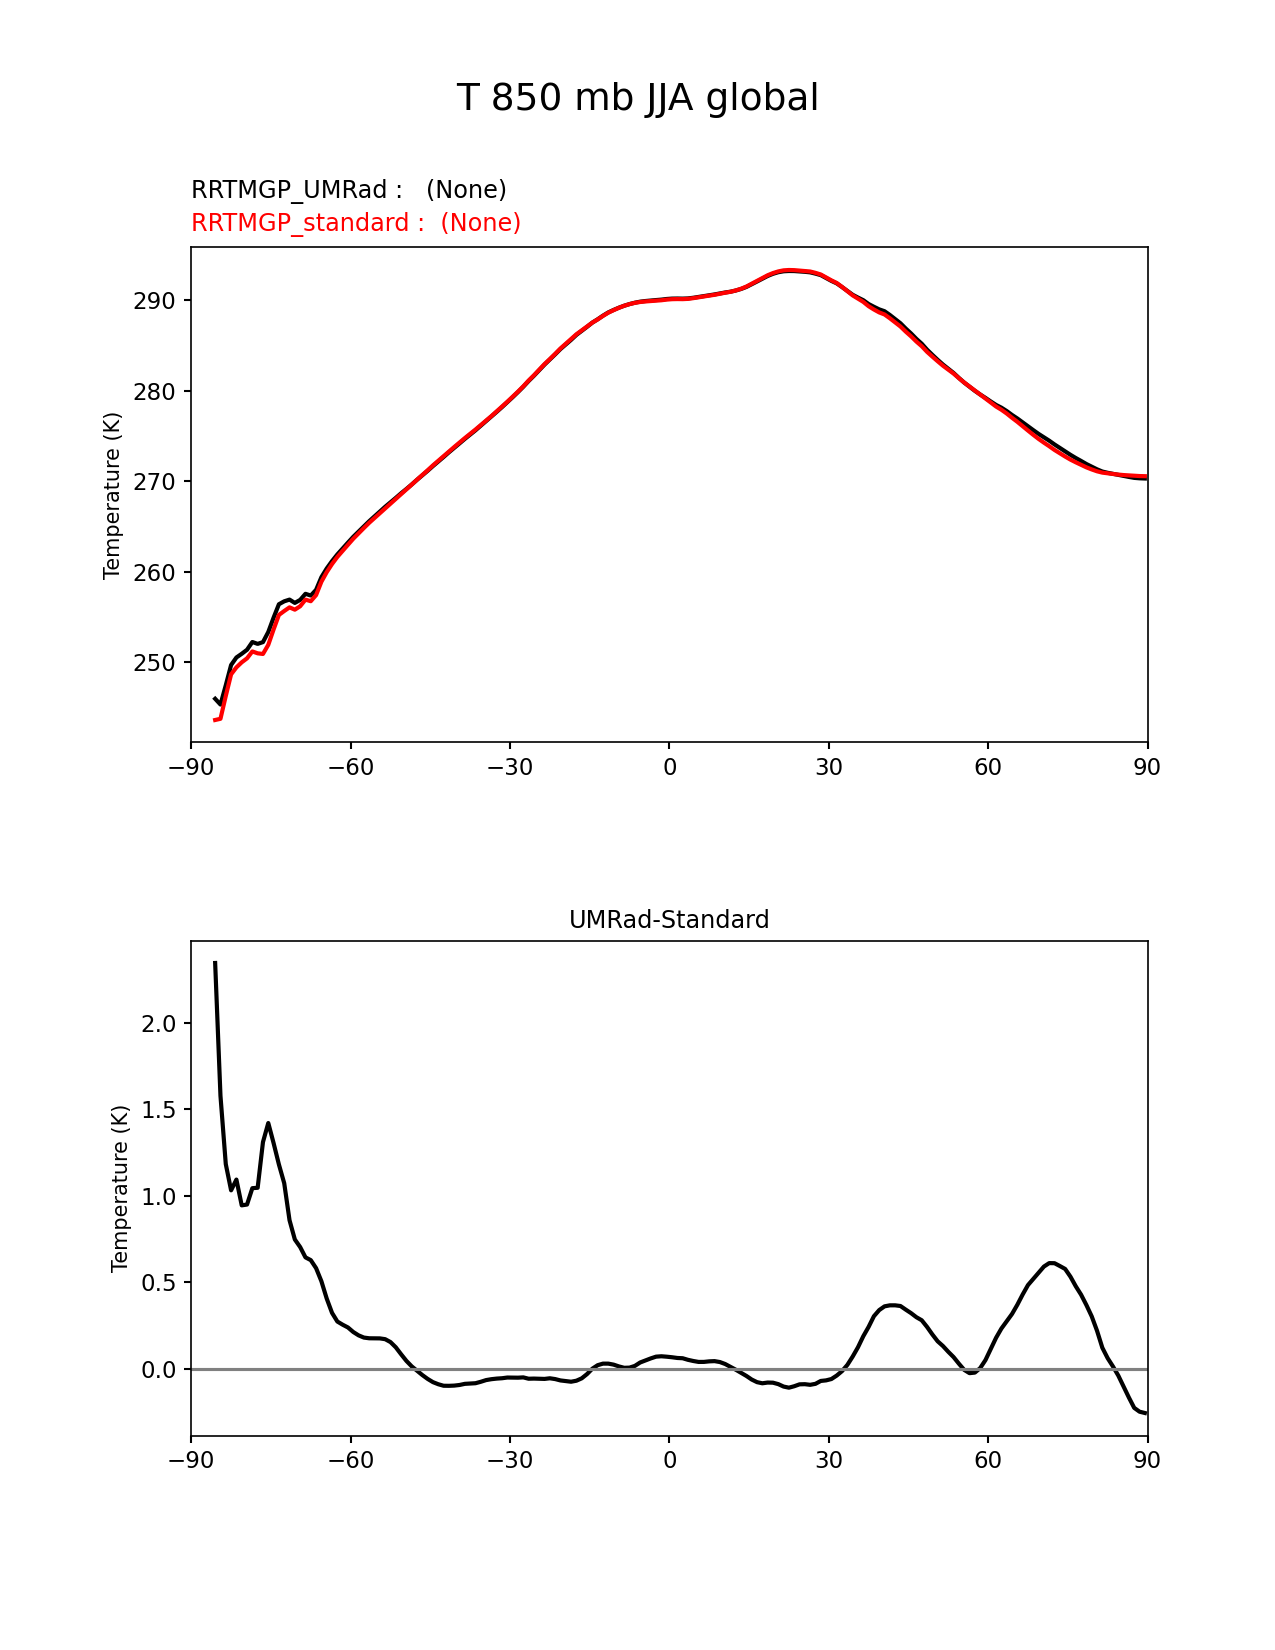 T 850 mb JJA global
RRTMGP_UMRad :   (None)
RRTMGP_standard :  (None)
Temperature (K)
290
280
270
260
250
−90 −60 −30 0 30 60 90
UMRad-Standard
Temperature (K)
2.0
1.5
1.0
0.5
0.0
−90 −60 −30 0 30 60 90